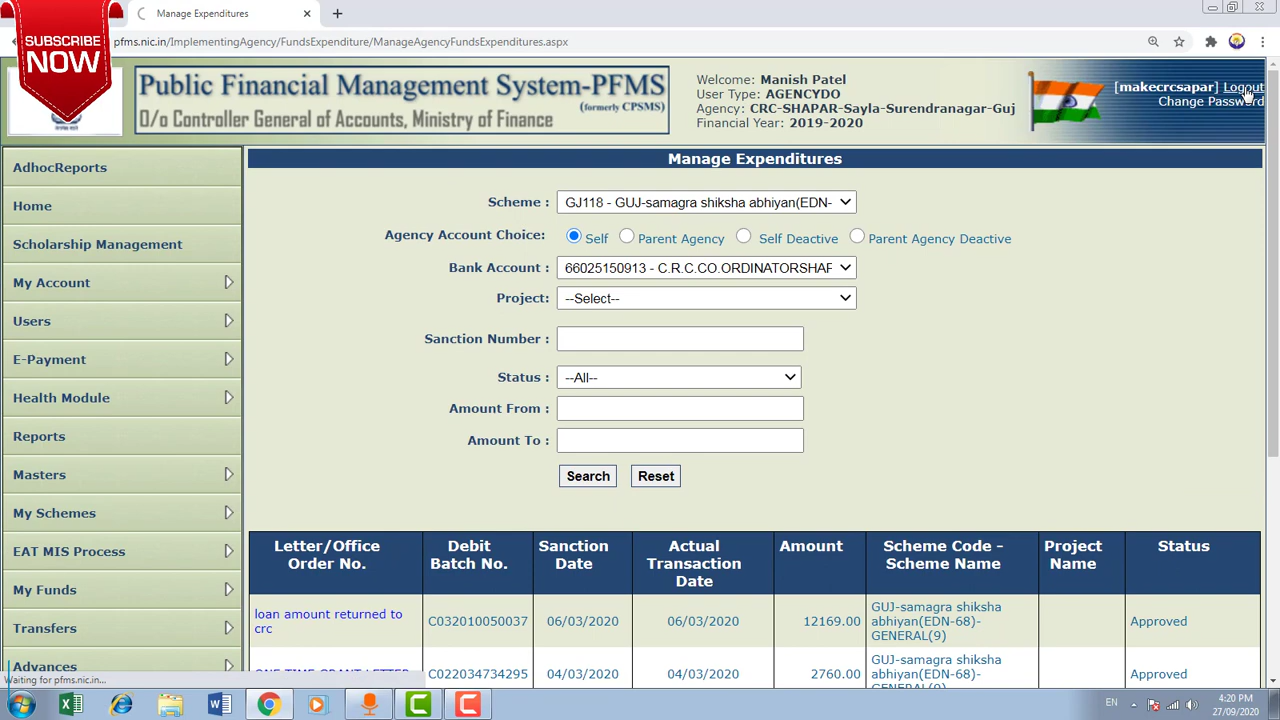 Manage Expenditures
pfms.nic.in/ImplementingAgency/FundsExpenditure/ManageAgencyFundsExpenditures.aspx
SUBSCRIBE
NOW
Public Financial Management System-PFMS
(formerly CPSMS)
O/o Controller General of Accounts, Ministry of Finance
Welcome: Manish Patel
User Type: AGENCYDO
Agency: CRC-SHAPAR-Sayla-Surendranagar-Guj
Financial Year: 2019-2020
[makecrcsapar] Logout
Change Password
AdhocReports
Home
Scholarship Management
My Account
Users
E-Payment
Health Module
Reports
Masters
My Schemes
EAT MIS Process
My Funds
Transfers
Advances
Manage Expenditures
Scheme : GJ118 - GUJ-samagra shiksha abhiyan(EDN-
Agency Account Choice: Self Parent Agency Self Deactive Parent Agency Deactive
Bank Account : 66025150913 - C.R.C.CO.ORDINATORSHAP
Project: --Select--
Sanction Number :
Status : --All--
Amount From :
Amount To :
Search Reset
Letter/Office Order No. Debit Batch No. Sanction Date Actual Transaction Date Amount Scheme Code - Scheme Name Project Name Status
loan amount returned to crc C032010050037 06/03/2020 06/03/2020 12169.00 GUJ-samagra shiksha abhiyan(EDN-68)-GENERAL(9) Approved
ONE TIME GRANT LETTER C022034734295 04/03/2020 04/03/2020 2760.00 GUJ-samagra shiksha abhiyan(EDN-68)-GENERAL(9) Approved
Waiting for pfms.nic.in...
EN
4:20 PM
27/09/2020